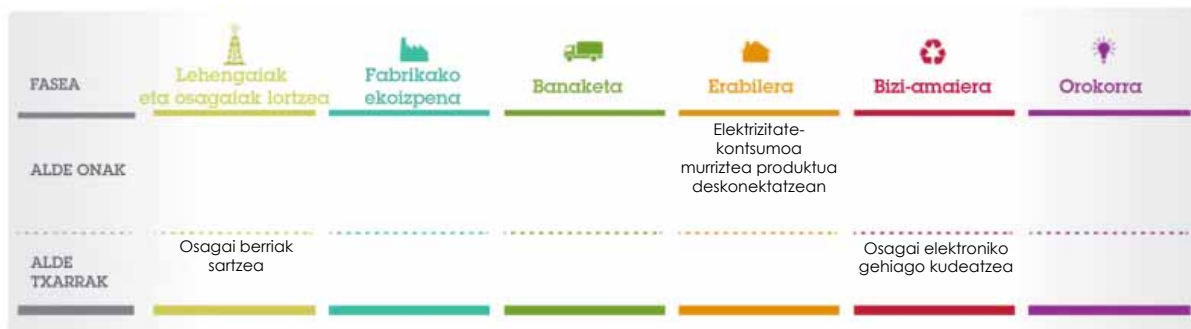 FASEA
Lehengaiak
eta osagaiak lortzea
Fabrikako
ekoizpena
Banaketa
Erabilera
Bizi-amaiera
Orokorra
ALDE ONAK
Elektrizitate-
kontsumoa
murriztea produktua
deskonektatzean
ALDE
TXARRAK
Osagai berriak
sartzea
Osagai elektroniko
gehiago kudeatzea